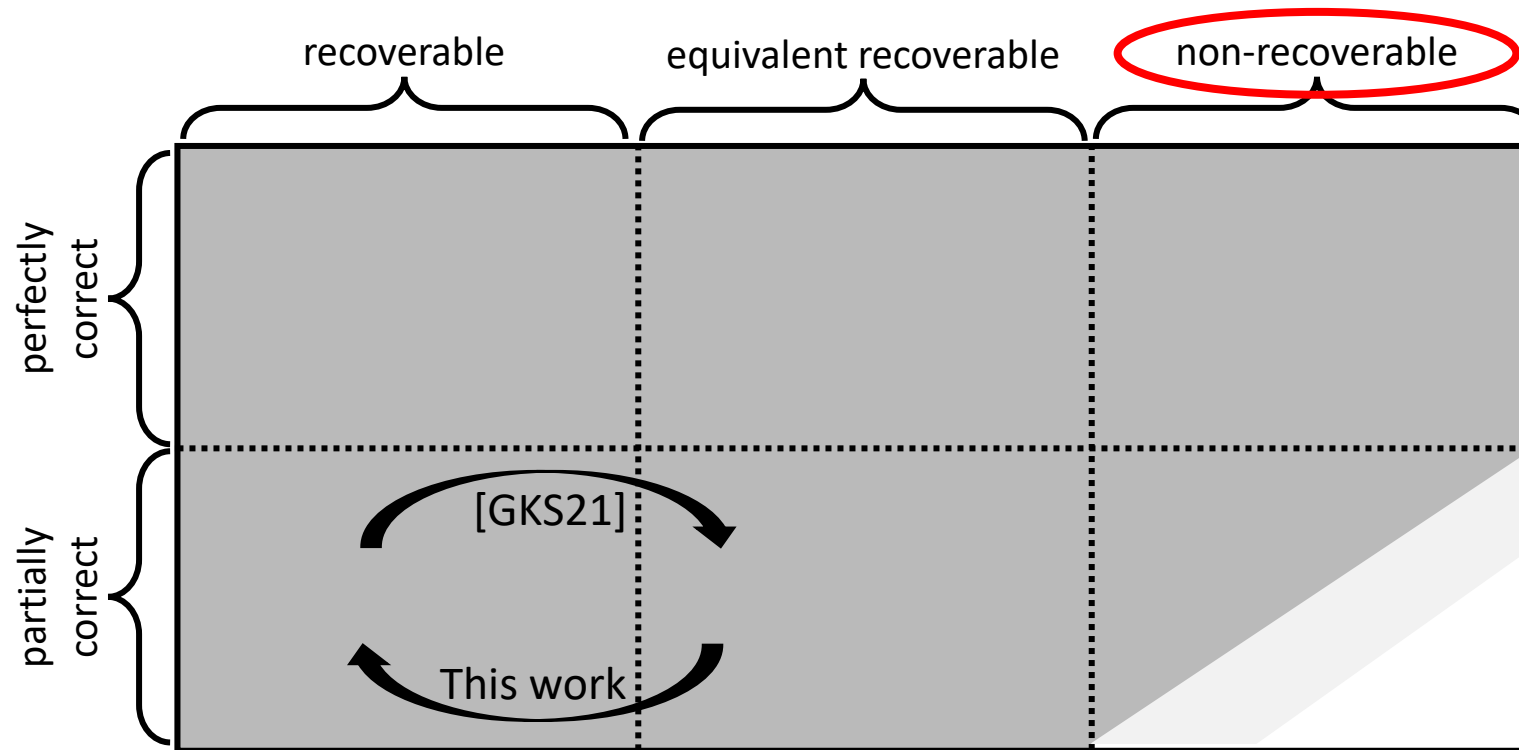 recoverable
equivalent recoverable
non-recoverable
perfectly
correct
partially
correct
[GKS21]
This work